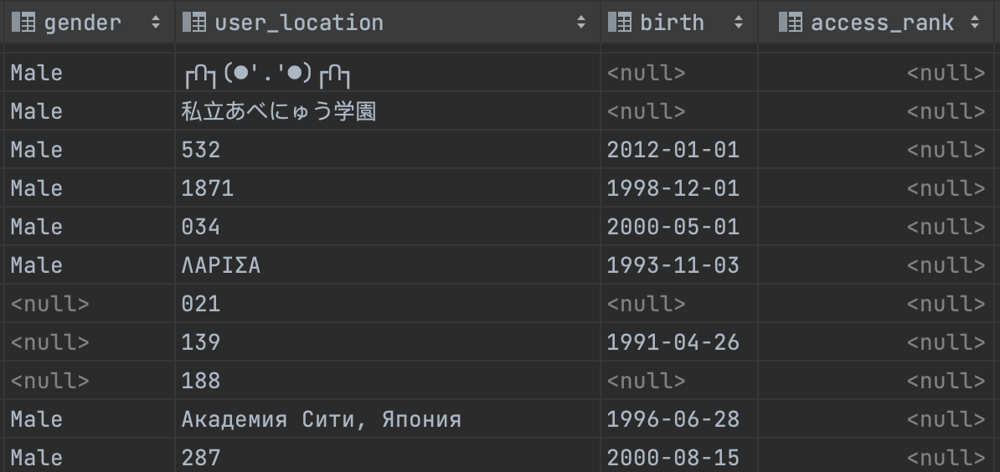 gender user_location birth access_rank
Male ┌∩┐(●'.'●)┌∩┐ <null> <null>
Male 私立あべにゅう学園 <null> <null>
Male 532 2012-01-01 <null>
Male 1871 1998-12-01 <null>
Male 034 2000-05-01 <null>
Male ΛΑΡΙΣΑ 1993-11-03 <null>
<null> 021 <null> <null>
<null> 139 1991-04-26 <null>
<null> 188 <null> <null>
Male Академия Сити, Япония 1996-06-28 <null>
Male 287 2000-08-15 <null>